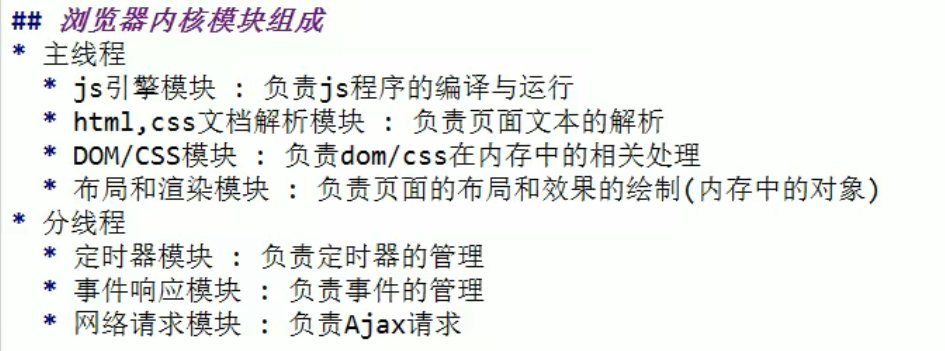 ## 浏览器内核模块组成
* 主线程
* js引擎模块 : 负责js程序的编译与运行
* html,css文档解析模块 : 负责页面文本的解析
* DOM/CSS模块 : 负责dom/css在内存中的相关处理
* 布局和渲染模块 : 负责页面的布局和效果的绘制(内存中的对象)
* 分线程
* 定时器模块 : 负责定时器的管理
* 事件响应模块 : 负责事件的管理
* 网络请求模块 : 负责Ajax请求